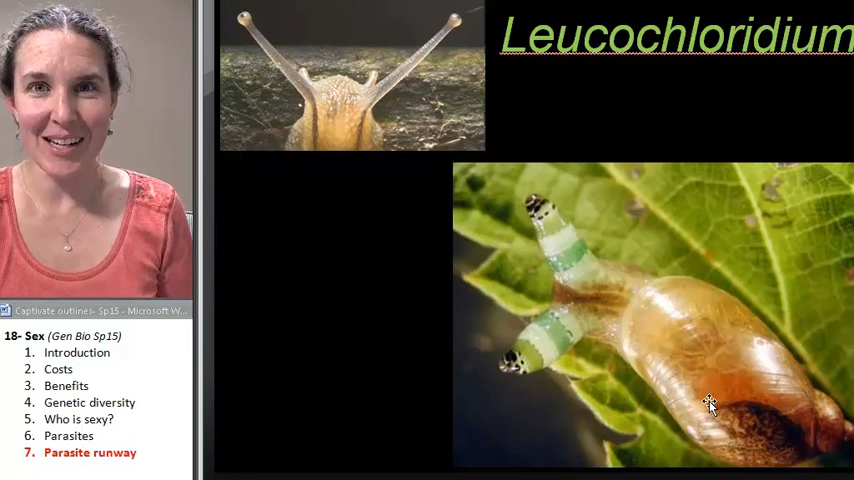 Leucochloridium
Captivate outlines- Sp15 - Microsoft W...
18- Sex (Gen Bio Sp15)
1. Introduction
2. Costs
3. Benefits
4. Genetic diversity
5. Who is sexy?
6. Parasites
7. Parasite runway